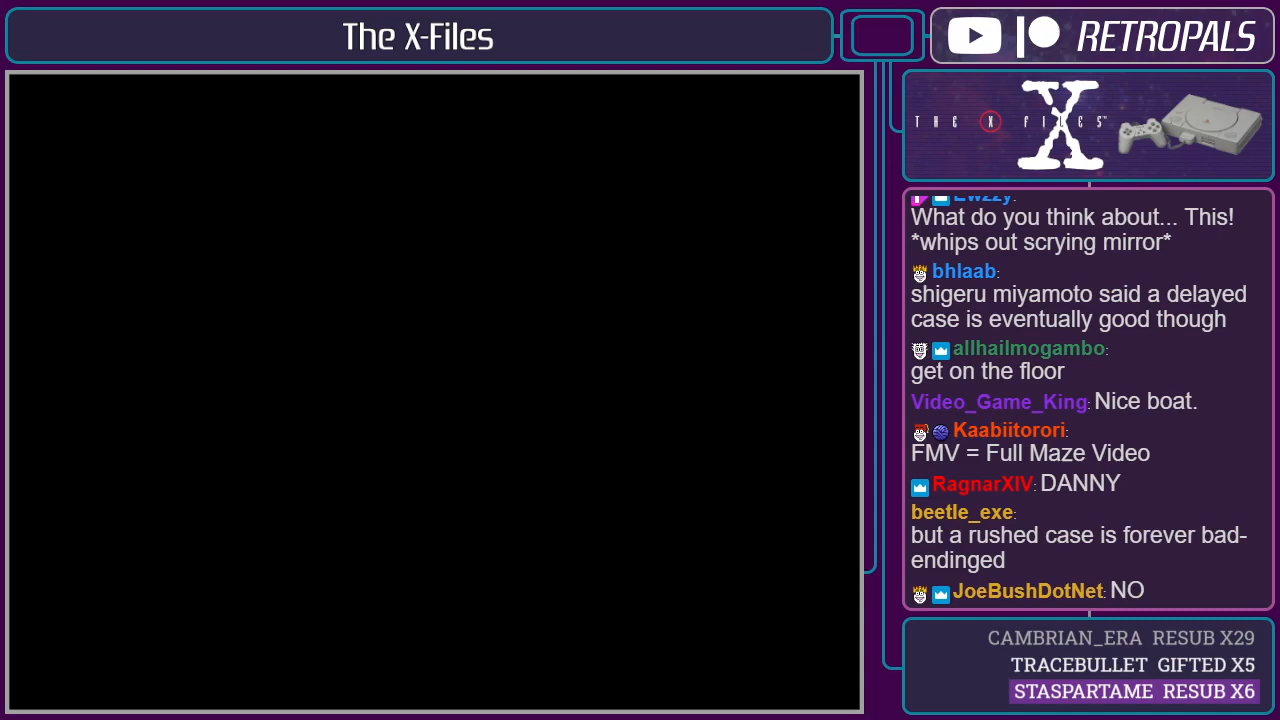 The X-Files
RETROPALS
THE X FILES™
X
Ewzzy:
What do you think about... This!
*whips out scrying mirror*
bhlaab:
shigeru miyamoto said a delayed
case is eventually good though
allhailmogambo:
get on the floor
Video_Game_King: Nice boat.
Kaabiitorori:
FMV = Full Maze Video
RagnarXIV: DANNY
beetle_exe:
but a rushed case is forever bad-
endinged
JoeBushDotNet: NO
CAMBRIAN_ERA RESUB X29
TRACEBULLET GIFTED X5
STASPARTAME RESUB X6